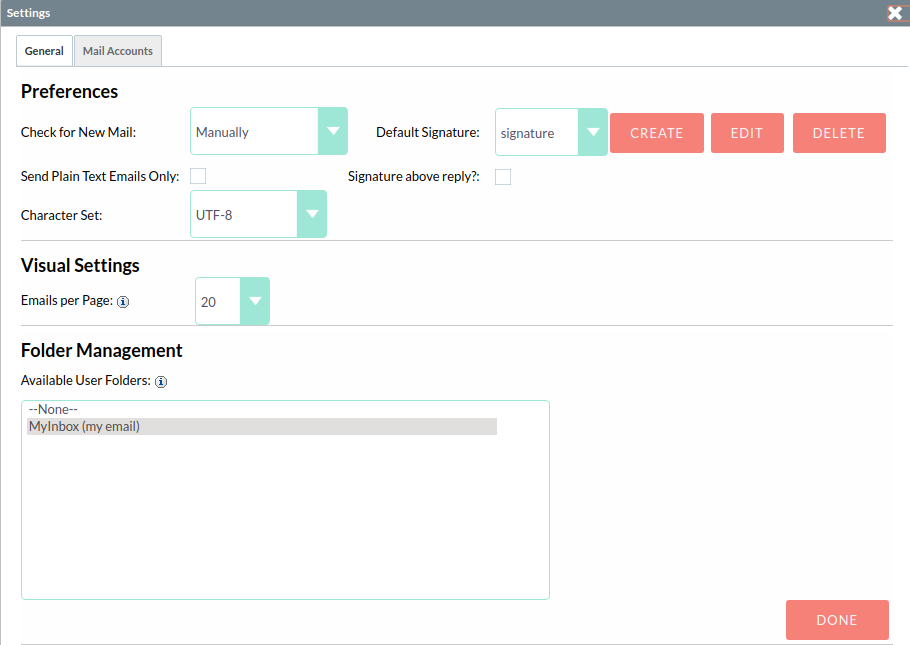 Settings
General Mail Accounts
Preferences
Check for New Mail: Manually Default Signature: signature CREATE EDIT DELETE
Send Plain Text Emails Only: Signature above reply?:
Character Set: UTF-8
Visual Settings
Emails per Page: 20
Folder Management
Available User Folders:
--None--
MyInbox (my email)
DONE